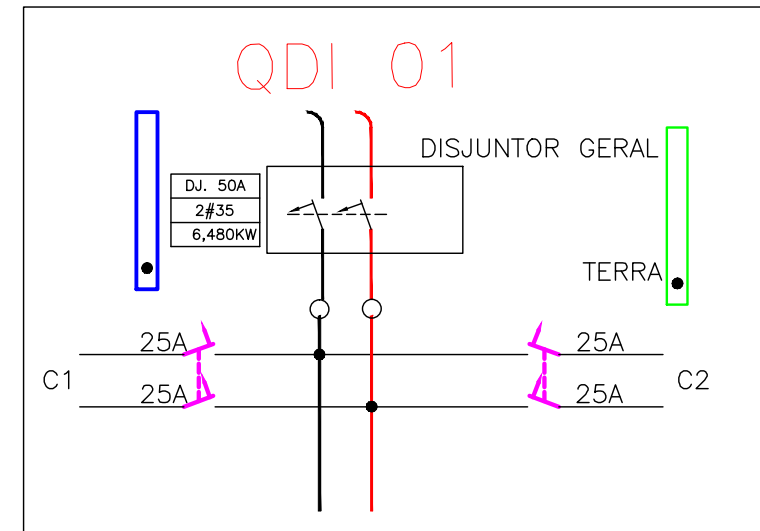 QDI 01
DISJUNTOR GERAL
DJ. 50A
2#35
6,480KW
TERRA
25A
25A
C1
C2
25A
25A